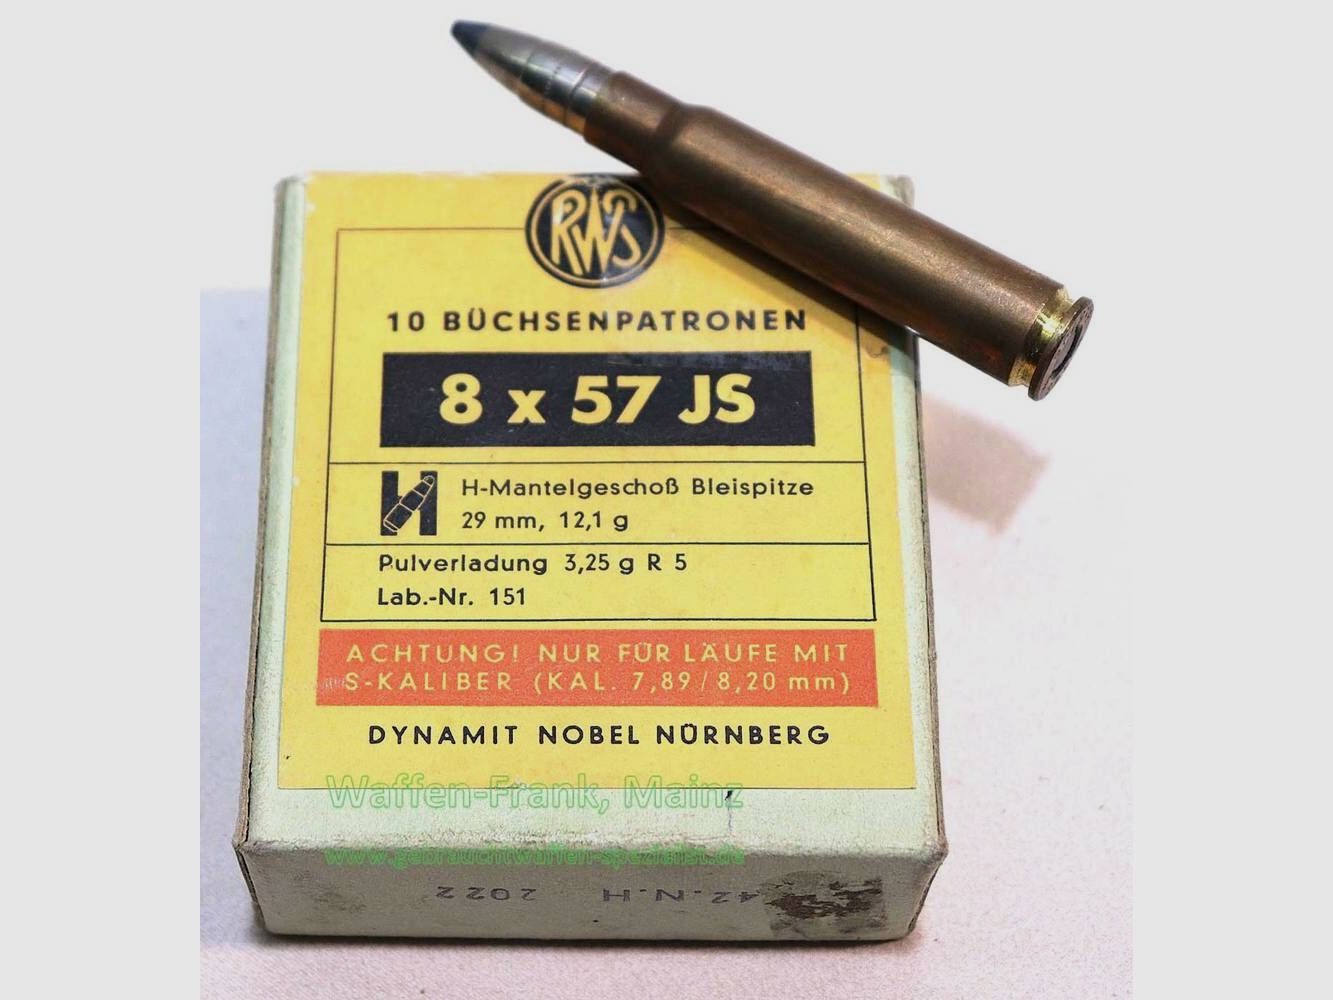 RWS
10 BÜCHSENPATRONEN
8 x 57 JS
H
H-Mantelgeschoß Bleispitze
29 mm, 12,1 g
Pulverladung 3,25 g R 5
Lab.-Nr. 151
ACHTUNG! NUR FÜR LÄUFE MIT
S-KALIBER (KAL. 7,89 / 8,20 mm)
DYNAMIT NOBEL NÜRNBERG
Waffen-Frank, Mainz
www.gebrauchtwaffen-spezialist.de
42.N.H 2022